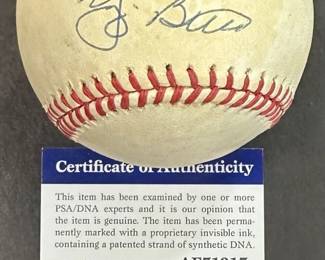 Certificate of Authenticity
This item has been examined by one or more
PSA/DNA experts and it is our opinion that
the item is genuine. The item has been perma-
nently marked with a proprietary invisible ink,
containing a patented strand of synthetic DNA.